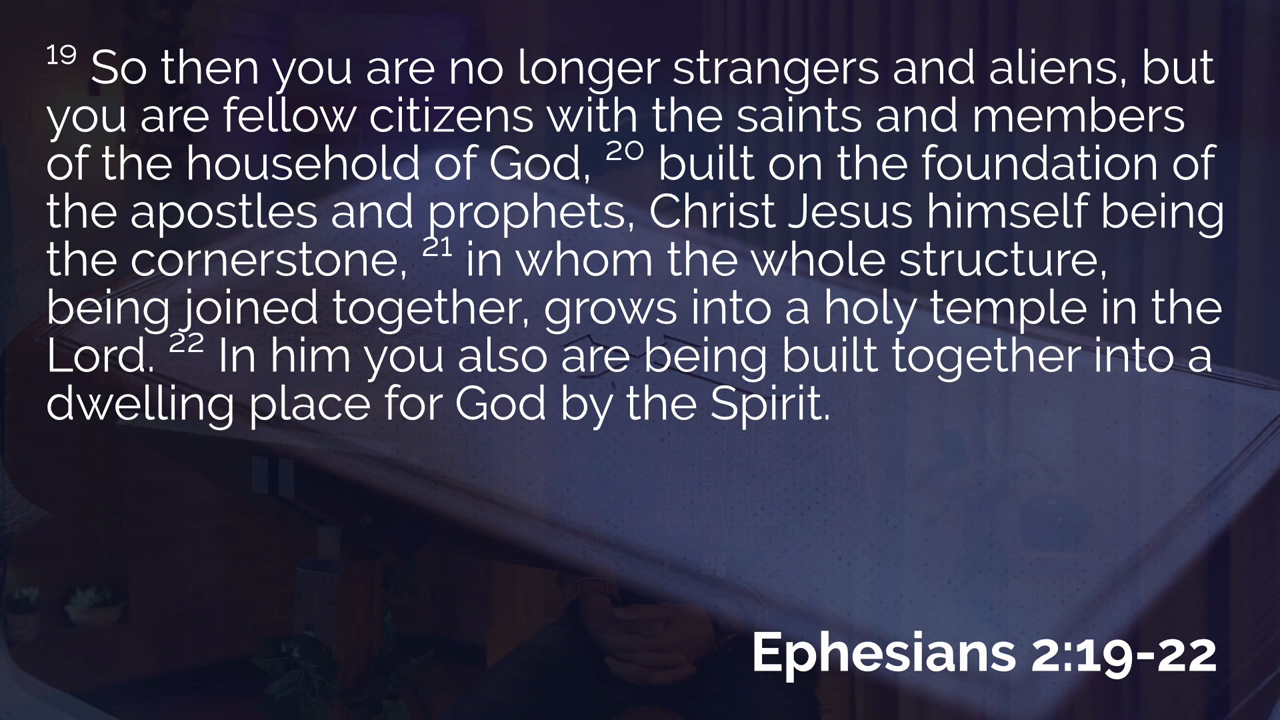 19 So then you are no longer strangers and aliens, but
you are fellow citizens with the saints and members
of the household of God, 20 built on the foundation of
the apostles and prophets, Christ Jesus himself being
the cornerstone, 21 in whom the whole structure,
being joined together, grows into a holy temple in the
Lord. 22 In him you also are being built together into a
dwelling place for God by the Spirit.
Ephesians 2:19-22